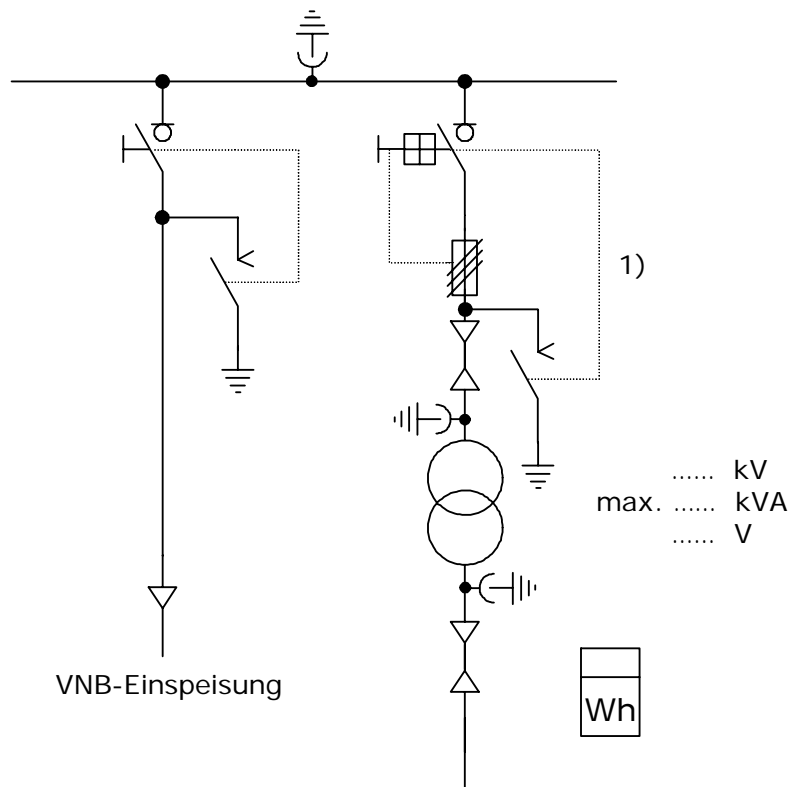 1)
...... kV
max. ...... kVA
...... V
VNB-Einspeisung
Wh